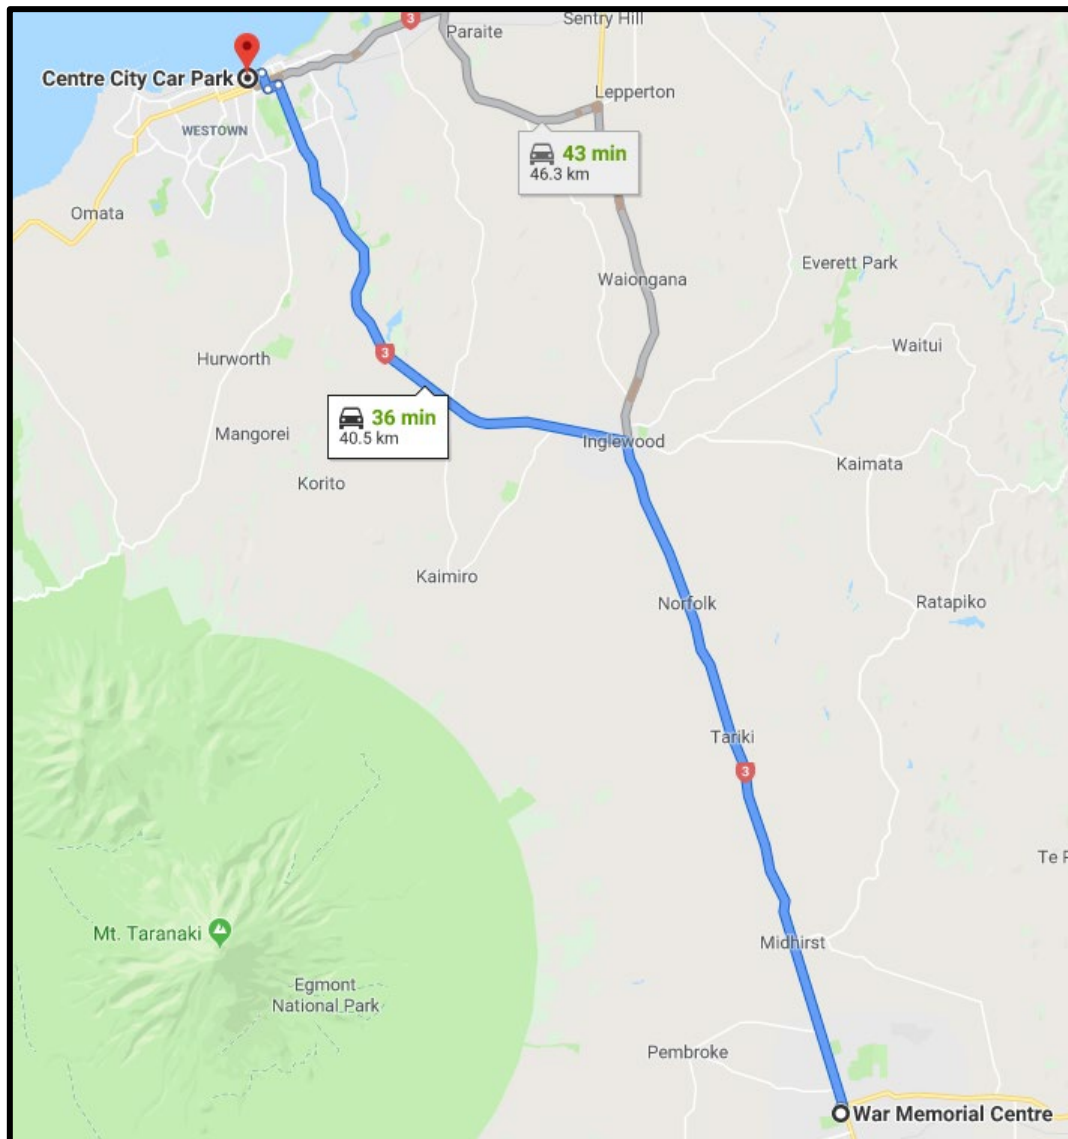 3
Sentry Hill
Paraite
Centre City Car Park
Lepperton
WESTOWN
43 min
46.3 km
Omata
Everett Park
Waiongana
Waitui
3
Hurworth
36 min
40.5 km
Mangorei
Inglewood
Kaimata
Korito
Kaimiro
Norfolk
Ratapiko
Tariki
3
Te
Mt. Taranaki
Midhirst
Egmont
National Park
Pembroke
War Memorial Centre